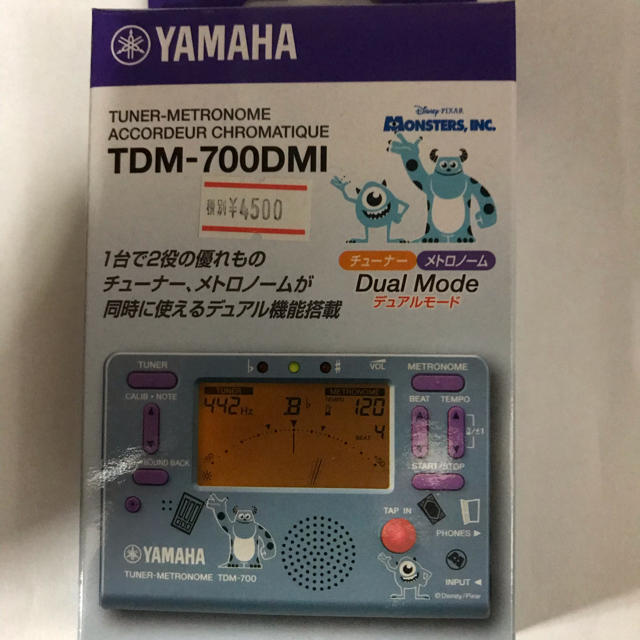 YAMAHA
TUNER-METRONOME
ACCORDEUR CHROMATIQUE
TDM-700DMI
Disney·PIXAR
MONSTERS, INC.
税別 ¥4500
1台で2役の優れもの
チューナー、メトロノームが
同時に使えるデュアル機能搭載
チューナー メトロノーム
Dual Mode
デュアルモード
TUNER
♭ ♯
VOL
METRONOME
CALIB • NOTE
BEAT TEMPO
TUNER METRONOME
442 Hz B♭ TEMPO 120
4
BEAT
SOUND BACK
START/STOP
TAP IN
PHONES ▶
YAMAHA
TUNER-METRONOME TDM-700
INPUT ◀
©Disney/Pixar